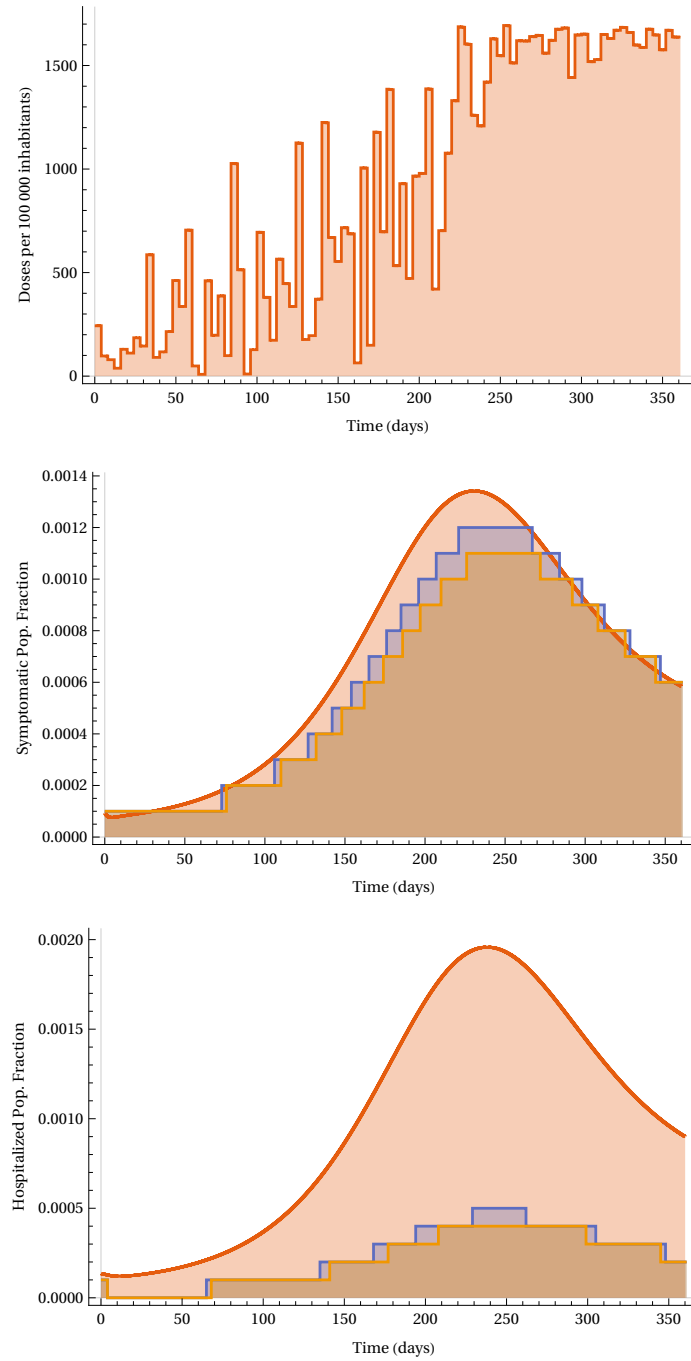 Doses per 100 000 inhabitants)
1500
1000
500
0
0 50 100 150 200 250 300 350
Time (days)
Symptomatic Pop. Fraction
0.0014
0.0012
0.0010
0.0008
0.0006
0.0004
0.0002
0.0000
0 50 100 150 200 250 300 350
Time (days)
Hospitalized Pop. Fraction
0.0020
0.0015
0.0010
0.0005
0.0000
0 50 100 150 200 250 300 350
Time (days)